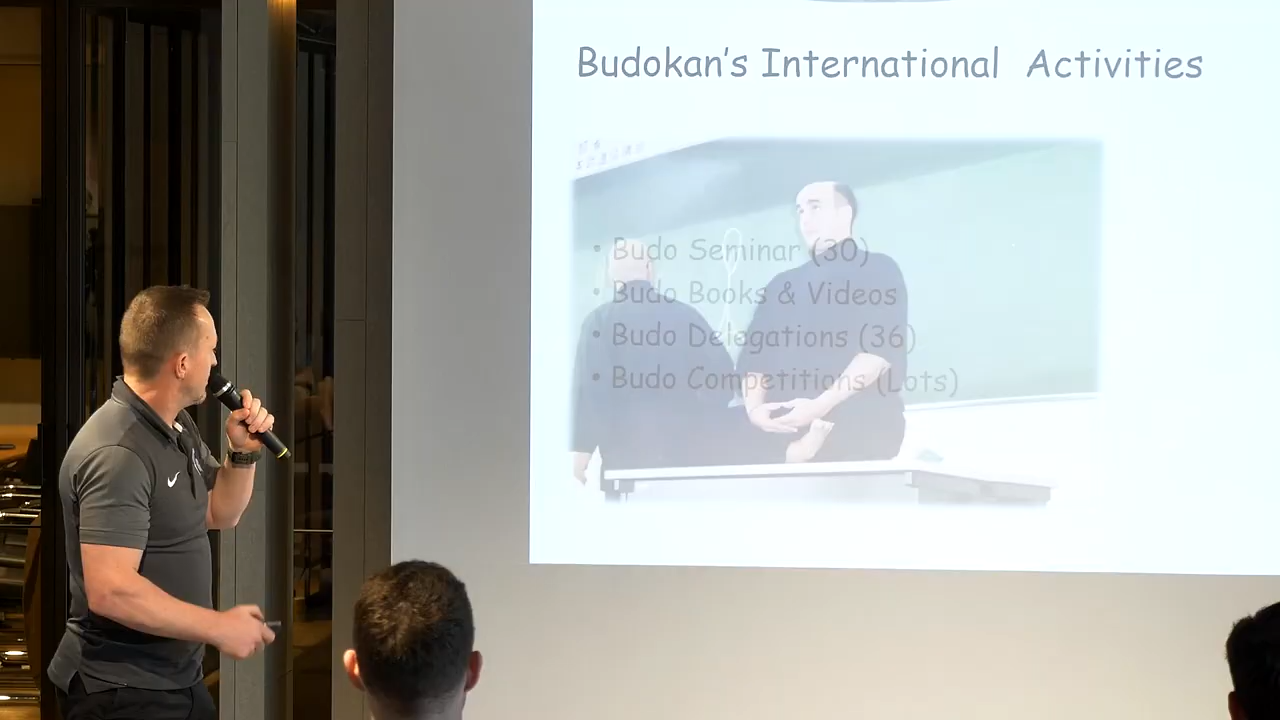 Budokan's International Activities
• Budo Seminar (30)
• Budo Books & Videos
• Budo Delegations (36)
• Budo Competitions (Lots)